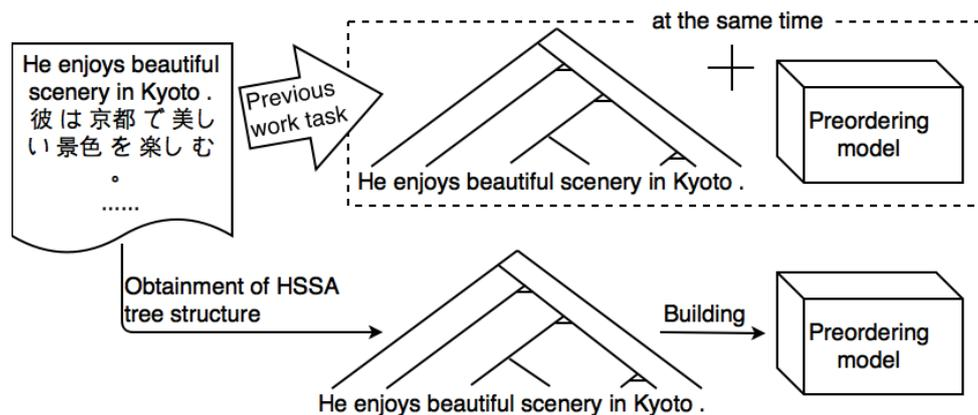 He enjoys beautiful
scenery in Kyoto .
彼 は 京都 で 美し
い 景色 を 楽し む
。
......
Previous
work task
at the same time
He enjoys beautiful scenery in Kyoto .
Preordering
model
Obtainment of HSSA
tree structure
He enjoys beautiful scenery in Kyoto .
Building
Preordering
model